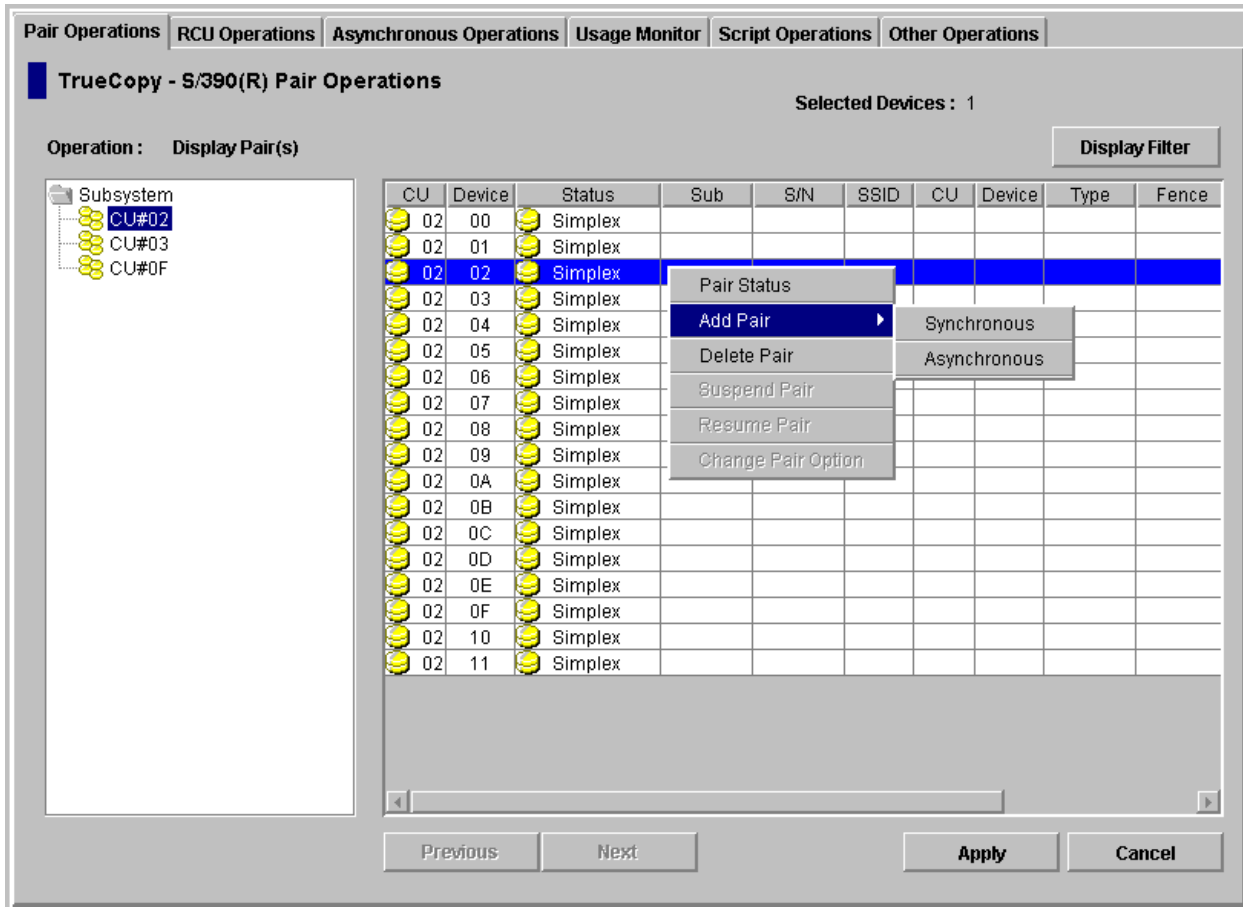 Pair Operations RCU Operations Asynchronous Operations Usage Monitor Script Operations Other Operations
TrueCopy - S/390(R) Pair Operations
Selected Devices : 1
Operation : Display Pair(s)
Display Filter
Subsystem
CU#02
CU#03
CU#0F
CU Device Status Sub S/N SSID CU Device Type Fence
02 00 Simplex
02 01 Simplex
02 02 Simplex
02 03 Simplex
02 04 Simplex
02 05 Simplex
02 06 Simplex
02 07 Simplex
02 08 Simplex
02 09 Simplex
02 0A Simplex
02 0B Simplex
02 0C Simplex
02 0D Simplex
02 0E Simplex
02 0F Simplex
02 10 Simplex
02 11 Simplex
Pair Status
Add Pair
Delete Pair
Suspend Pair
Resume Pair
Change Pair Option
Synchronous
Asynchronous
Previous Next Apply Cancel